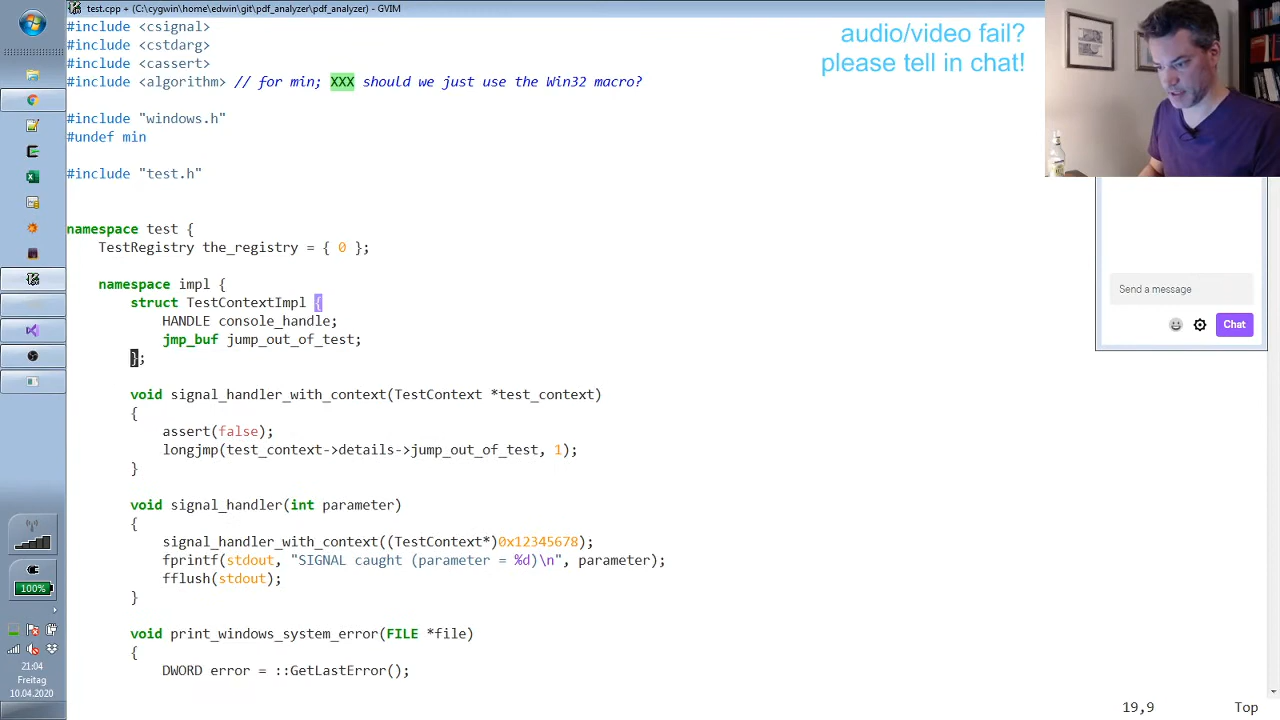 test.cpp + (C:\cygwin\home\edwin\git\pdf_analyzer\pdf_analyzer) - GVIM
#include <csignal>
#include <cstdarg>
#include <cassert>
#include <algorithm> // for min; XXX should we just use the Win32 macro?
#include "windows.h"
#undef min
#include "test.h"
namespace test {
TestRegistry the_registry = { 0 };
namespace impl {
struct TestContextImpl {
HANDLE console_handle;
jmp_buf jump_out_of_test;
};
void signal_handler_with_context(TestContext *test_context)
{
assert(false);
longjmp(test_context->details->jump_out_of_test, 1);
}
void signal_handler(int parameter)
{
signal_handler_with_context((TestContext*)0x12345678);
fprintf(stdout, "SIGNAL caught (parameter = %d)\n", parameter);
fflush(stdout);
}
void print_windows_system_error(FILE *file)
{
DWORD error = ::GetLastError();
19,9
Top
audio/video fail?
please tell in chat!
Send a message
Chat
100%
21:04
Freitag
10.04.2020